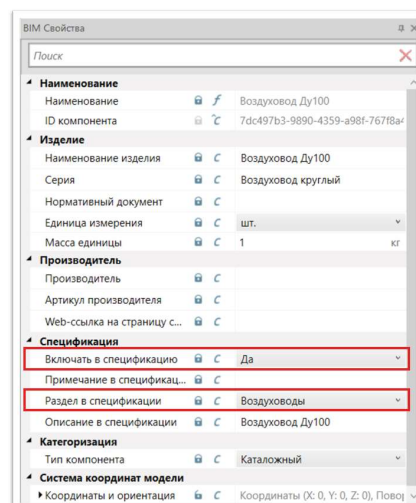 BIM Свойства
Поиск
Наименование
Наименование Воздуховод Ду100
ID компонента 7dc497b3-9890-4359-a98f-767f8a4
Изделие
Наименование изделия Воздуховод Ду100
Серия Воздуховод круглый
Нормативный документ
Единица измерения шт.
Масса единицы 1 кг
Производитель
Производитель
Артикул производителя
Web-ссылка на страницу с...
Спецификация
Включать в спецификацию Да
Примечание в спецификац...
Раздел в спецификации Воздуховоды
Описание в спецификации Воздуховод Ду100
Категоризация
Тип компонента Каталожный
Система координат модели
Координаты и ориентация Координаты (X: 0, Y: 0, Z: 0), Повор